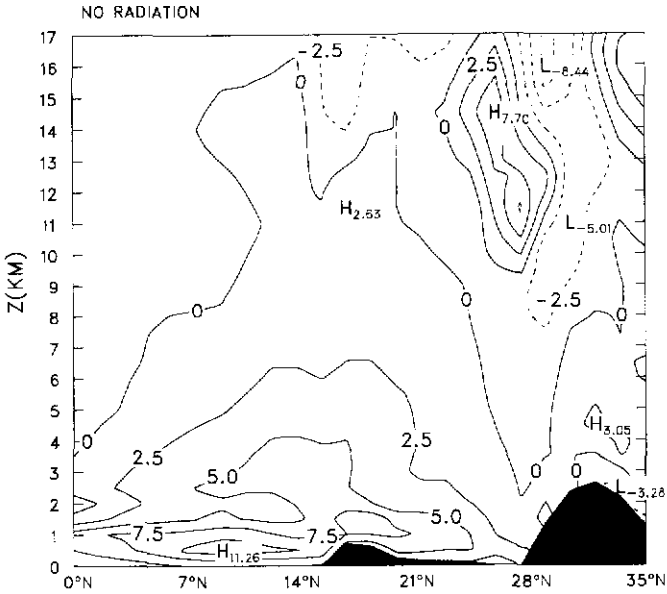 NO RADIATION
17
16
15
14
13
12
11
10
9
8
7
6
5
4
3
2
1
0
Z(KM)
-2.5
0
2.5
L-8.44
H7.70
0
H2.63
L-5.01
0
0
-2.5
0
0
2.5
2.5
H3.05
5.0
0
0
L-3.28
7.5
7.5
5.0
H11.26
0°N
7°N
14°N
21°N
28°N
35°N